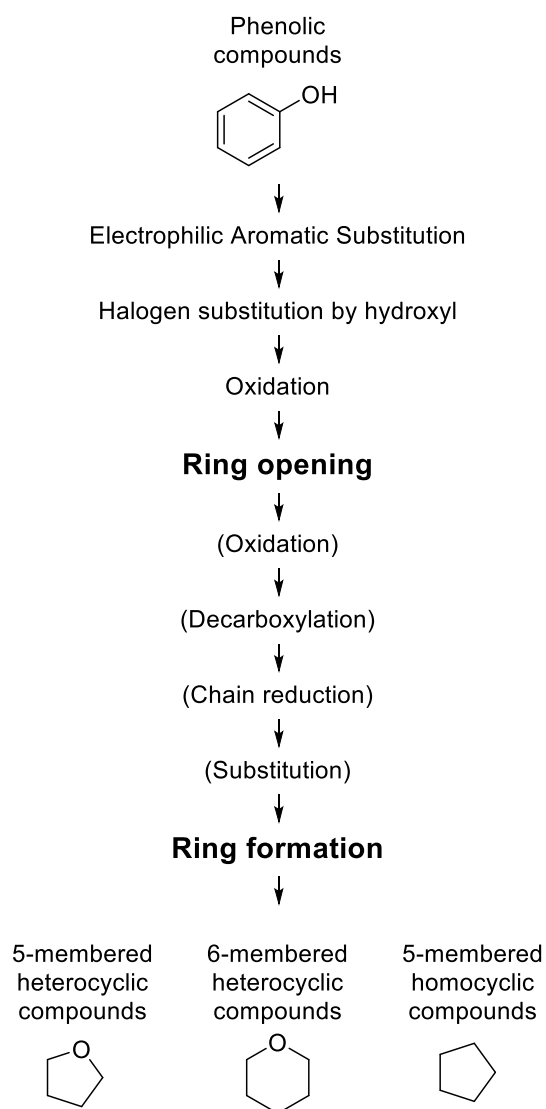 Phenolic
compounds
OH
Electrophilic Aromatic Substitution
Halogen substitution by hydroxyl
Oxidation
Ring opening
(Oxidation)
(Decarboxylation)
(Chain reduction)
(Substitution)
Ring formation
5-membered
heterocyclic
compounds
O
6-membered
heterocyclic
compounds
O
5-membered
homocyclic
compounds